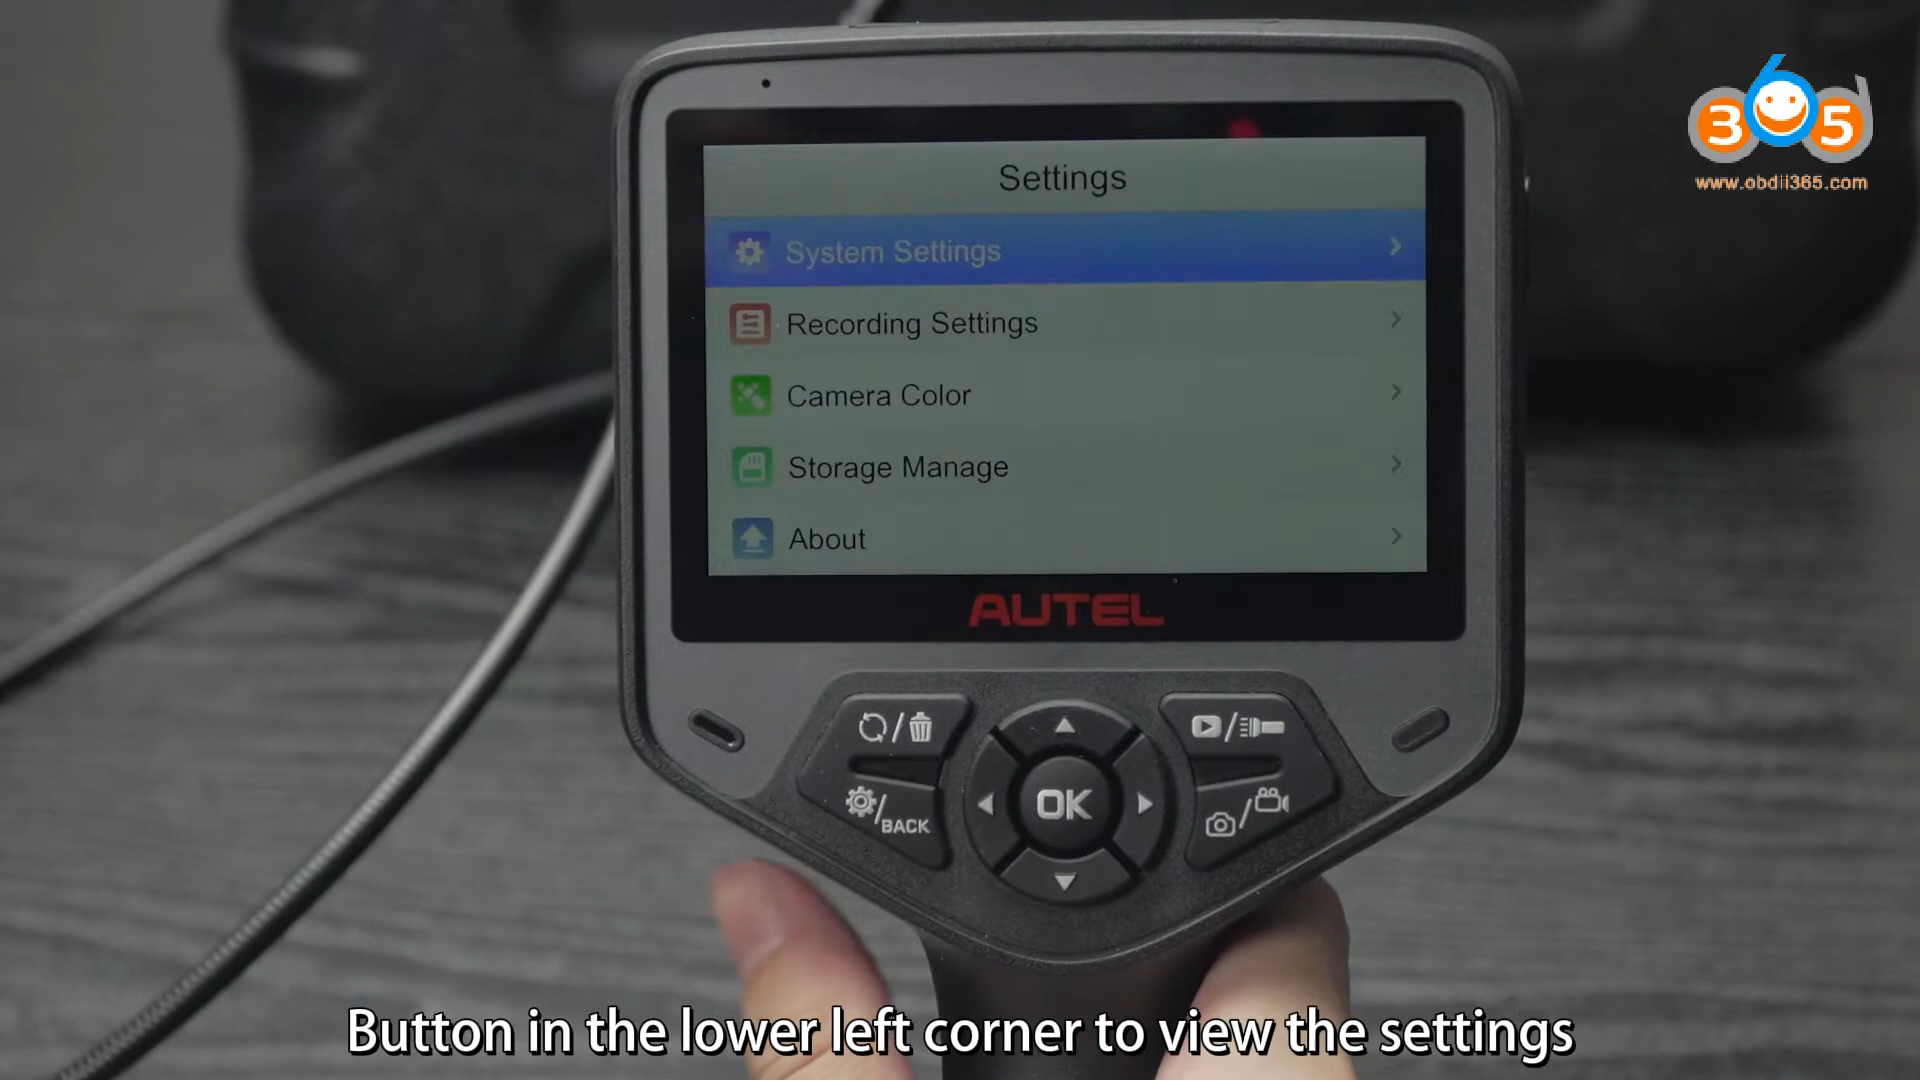 365
www.obdii365.com
Settings
System Settings
Recording Settings
Camera Color
Storage Manage
About
AUTEL
OK
BACK
Button in the lower left corner to view the settings